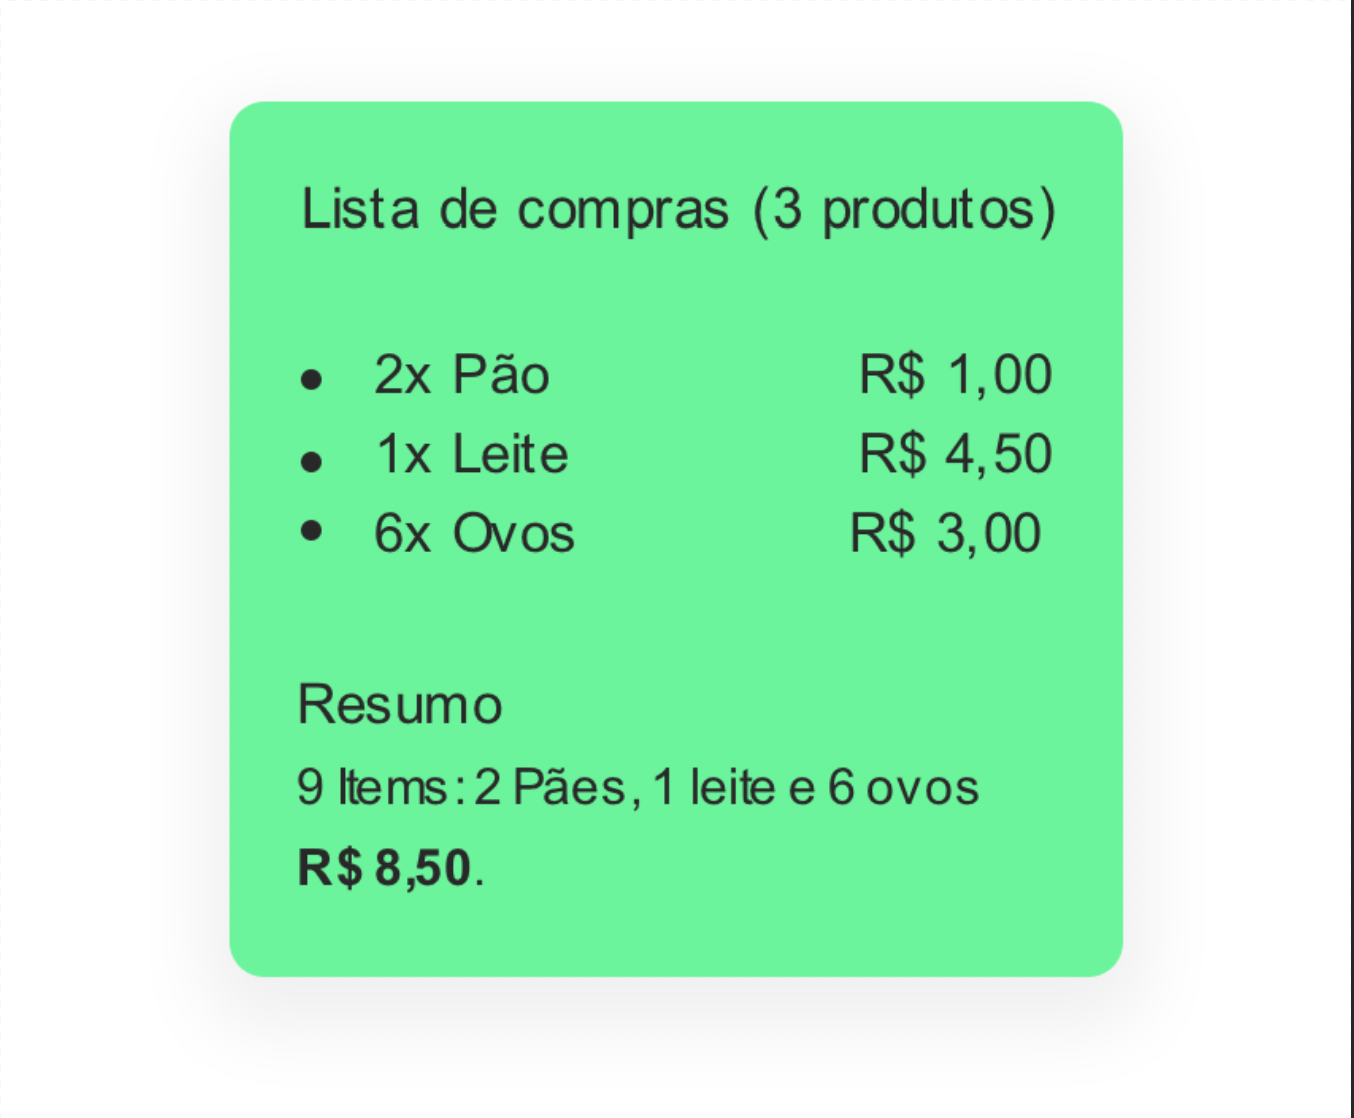 Lista de compras (3 produtos)
• 2x Pão R$ 1,00
• 1x Leite R$ 4,50
• 6x Ovos R$ 3,00
Resumo
9 Items: 2 Pães, 1 leite e 6 ovos
R$ 8,50.